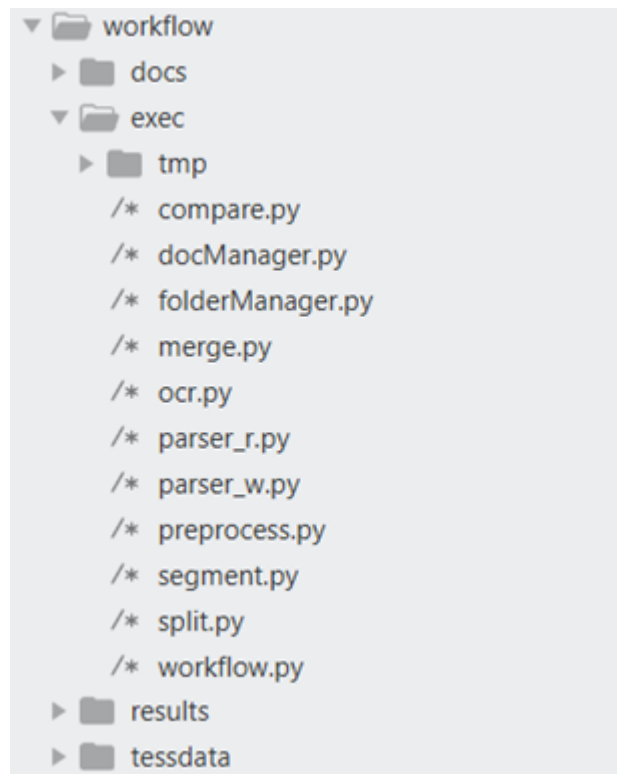 workflow
docs
exec
tmp
/* compare.py
/* docManager.py
/* folderManager.py
/* merge.py
/* ocr.py
/* parser_r.py
/* parser_w.py
/* preprocess.py
/* segment.py
/* split.py
/* workflow.py
results
tessdata